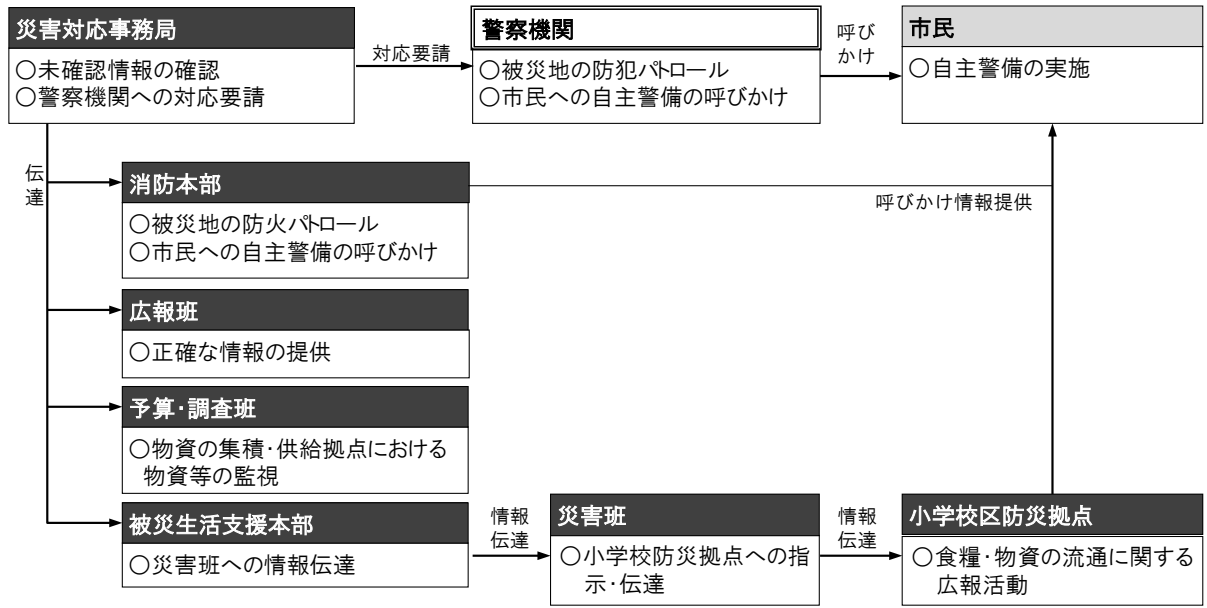 災害対応事務局
○未確認情報の確認
○警察機関への対応要請
対応要請
警察機関
○被災地の防犯パトロール
○市民への自主警備の呼びかけ
呼び
かけ
市民
○自主警備の実施
伝
達
消防本部
○被災地の防火パトロール
○市民への自主警備の呼びかけ
呼びかけ情報提供
広報班
○正確な情報の提供
予算・調査班
○物資の集積・供給拠点における
物資等の監視
被災生活支援本部
○災害班への情報伝達
情報
伝達
災害班
○小学校防災拠点への指
示・伝達
情報
伝達
小学校区防災拠点
○食糧・物資の流通に関する
広報活動